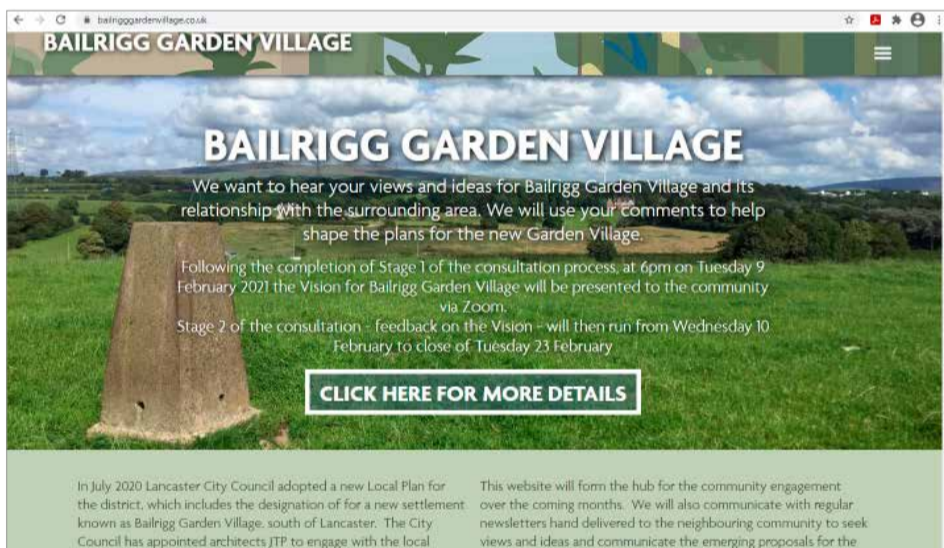 bailrigggardenvillage.co.uk
BAILRIGG GARDEN VILLAGE
BAILRIGG GARDEN VILLAGE
We want to hear your views and ideas for Bailrigg Garden Village and its
relationship with the surrounding area. We will use your comments to help
shape the plans for the new Garden Village.
Following the completion of Stage 1 of the consultation process, at 6pm on Tuesday 9
February 2021 the Vision for Bailrigg Garden Village will be presented to the community
via Zoom.
Stage 2 of the consultation - feedback on the Vision - will then run from Wednesday 10
February to close of Tuesday 23 February
CLICK HERE FOR MORE DETAILS
In July 2020 Lancaster City Council adopted a new Local Plan for
the district, which includes the designation of for a new settlement
known as Bailrigg Garden Village, south of Lancaster. The City
Council has appointed architects JTP to engage with the local
This website will form the hub for the community engagement
over the coming months. We will also communicate with regular
newsletters hand delivered to the neighbouring community to seek
views and ideas and communicate the emerging proposals for the